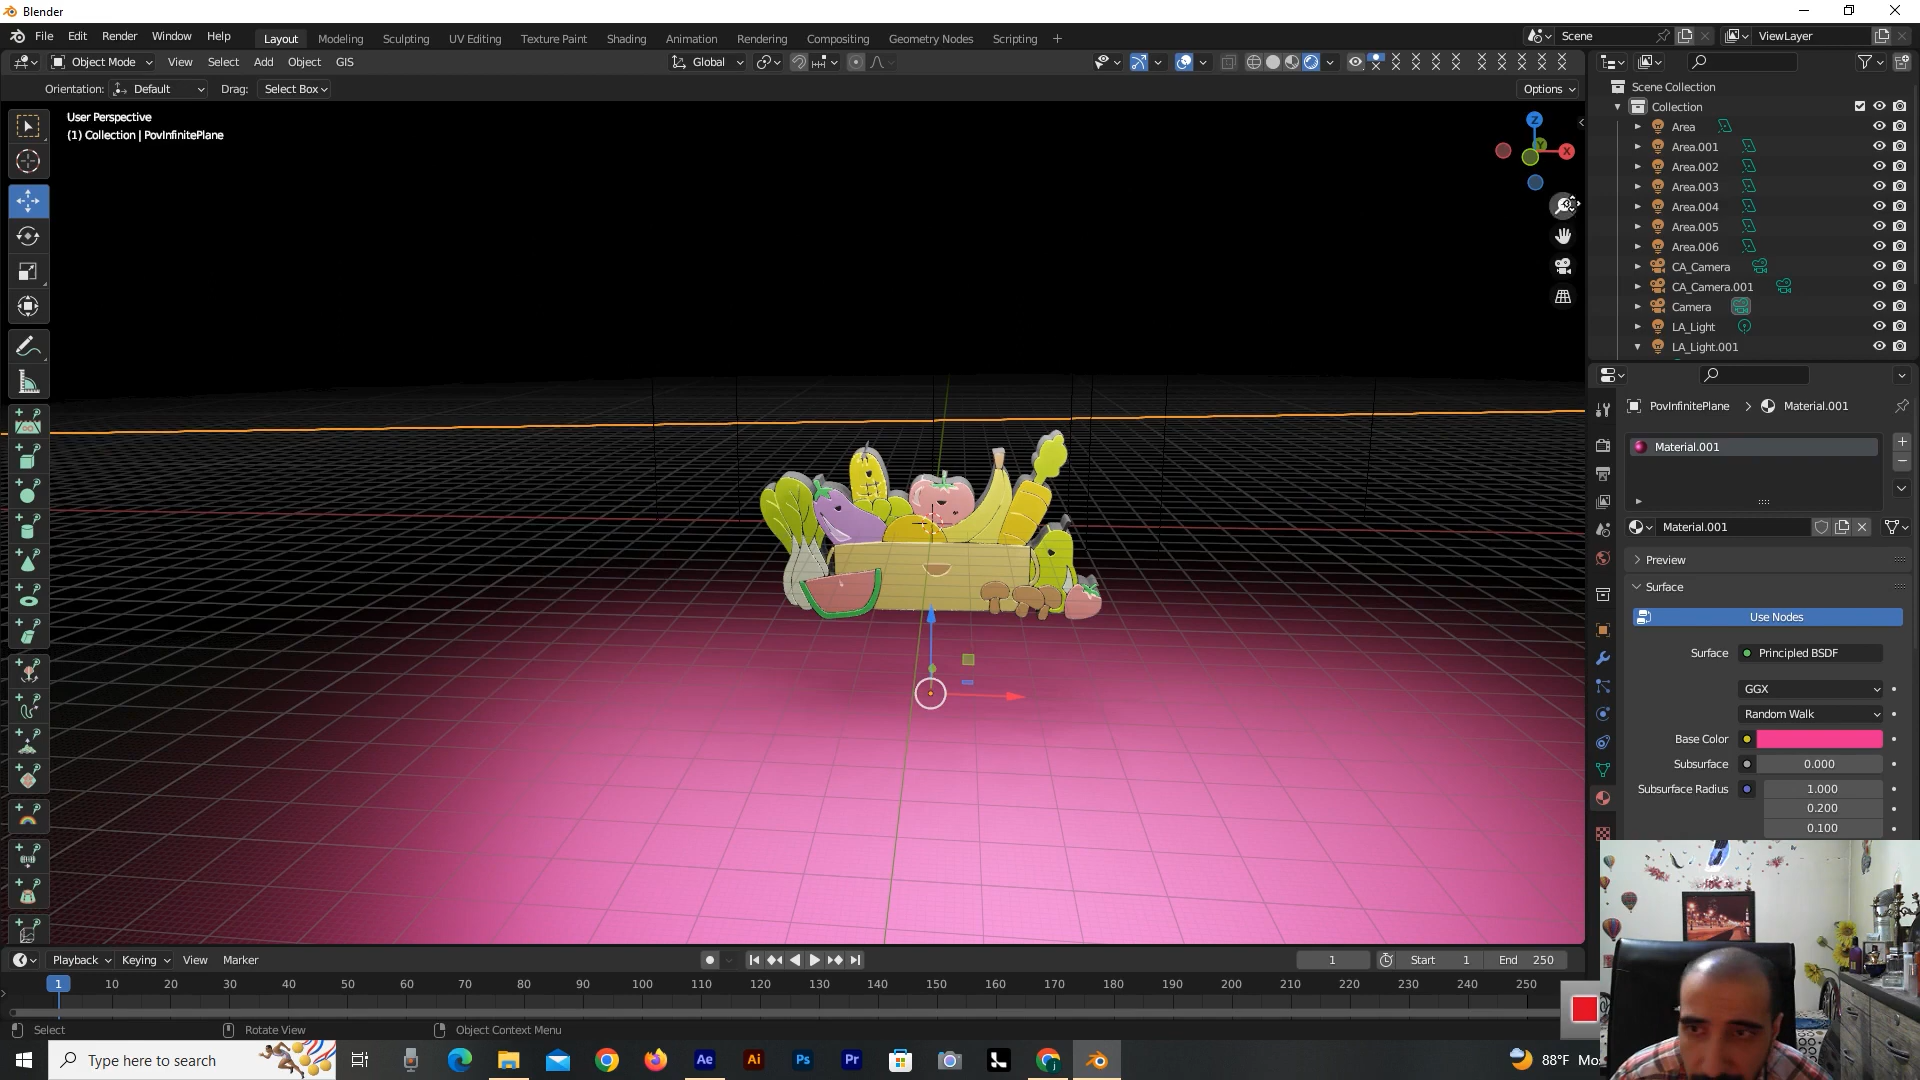 Blender
File Edit Render Window Help Layout Modeling Sculpting UV Editing Texture Paint Shading Animation Rendering Compositing Geometry Nodes Scripting + Scene ViewLayer
Object Mode View Select Add Object GIS Global
Orientation: Default Drag: Select Box Options
User Perspective
(1) Collection | PovInfinitePlane
Z
Y
X
Scene Collection
Collection
Area
Area.001
Area.002
Area.003
Area.004
Area.005
Area.006
CA_Camera
CA_Camera.001
Camera
LA_Light
LA_Light.001
PovInfinitePlane > Material.001
Material.001
Material.001
Preview
Surface
Use Nodes
Surface Principled BSDF
GGX
Random Walk
Base Color
Subsurface 0.000
Subsurface Radius 1.000
0.200
0.100
Playback Keying View Marker 1 Start 1 End 250
1 10 20 30 40 50 60 70 80 90 100 110 120 130 140 150 160 170 180 190 200 210 220 230 240 250
Select Rotate View Object Context Menu
Type here to search Ae Ai Ps Pr 88°F